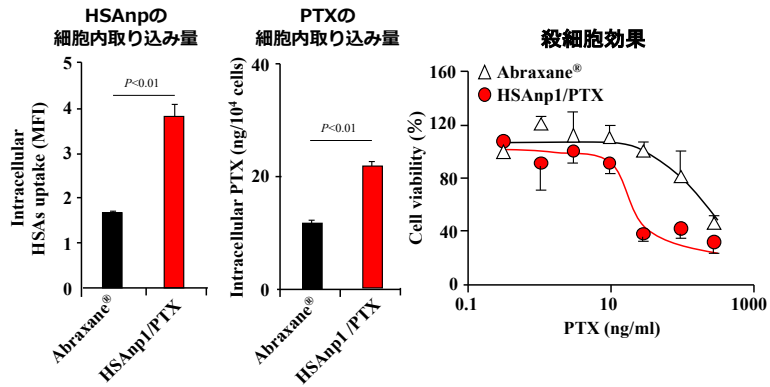 HSAnpの
細胞内取り込み量
Intracellular
HSAs uptake (MFI)
5
4
3
2
1
0
P<0.01
Abraxane®
HSAnp1/PTX
PTXの
細胞内取り込み量
Intracellular PTX (ng/10⁴ cells)
40
20
0
P<0.01
Abraxane®
HSAnp1 /PTX
殺細胞効果
Abraxane®
HSAnp1/PTX
Cell viability (%)
160
120
80
40
0
0.1
10
1000
PTX (ng/ml)